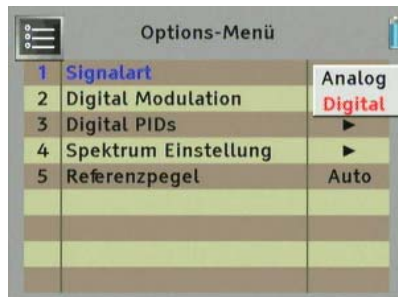 Options-Menü
1 Signalart Analog
Digital
2 Digital Modulation
3 Digital PIDs ►
4 Spektrum Einstellung ►
5 Referenzpegel Auto